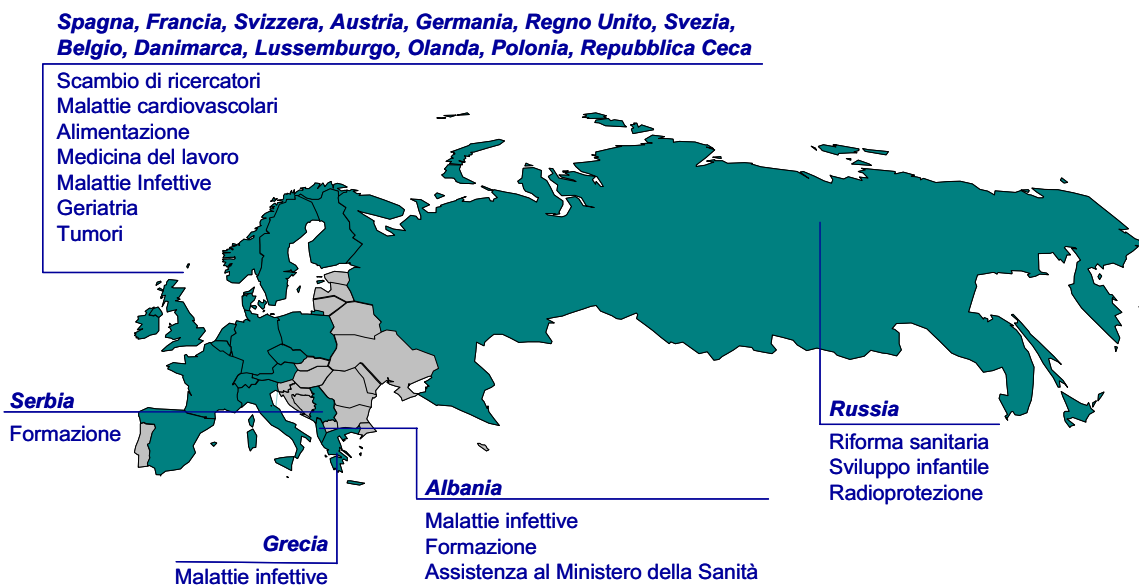 Spagna, Francia, Svizzera, Austria, Germania, Regno Unito, Svezia,
Belgio, Danimarca, Lussemburgo, Olanda, Polonia, Repubblica Ceca
Scambio di ricercatori
Malattie cardiovascolari
Alimentazione
Medicina del lavoro
Malattie Infettive
Geriatria
Tumori
Serbia
Formazione
Russia
Riforma sanitaria
Sviluppo infantile
Radioprotezione
Albania
Malattie infettive
Formazione
Assistenza al Ministero della Sanità
Grecia
Malattie infettive